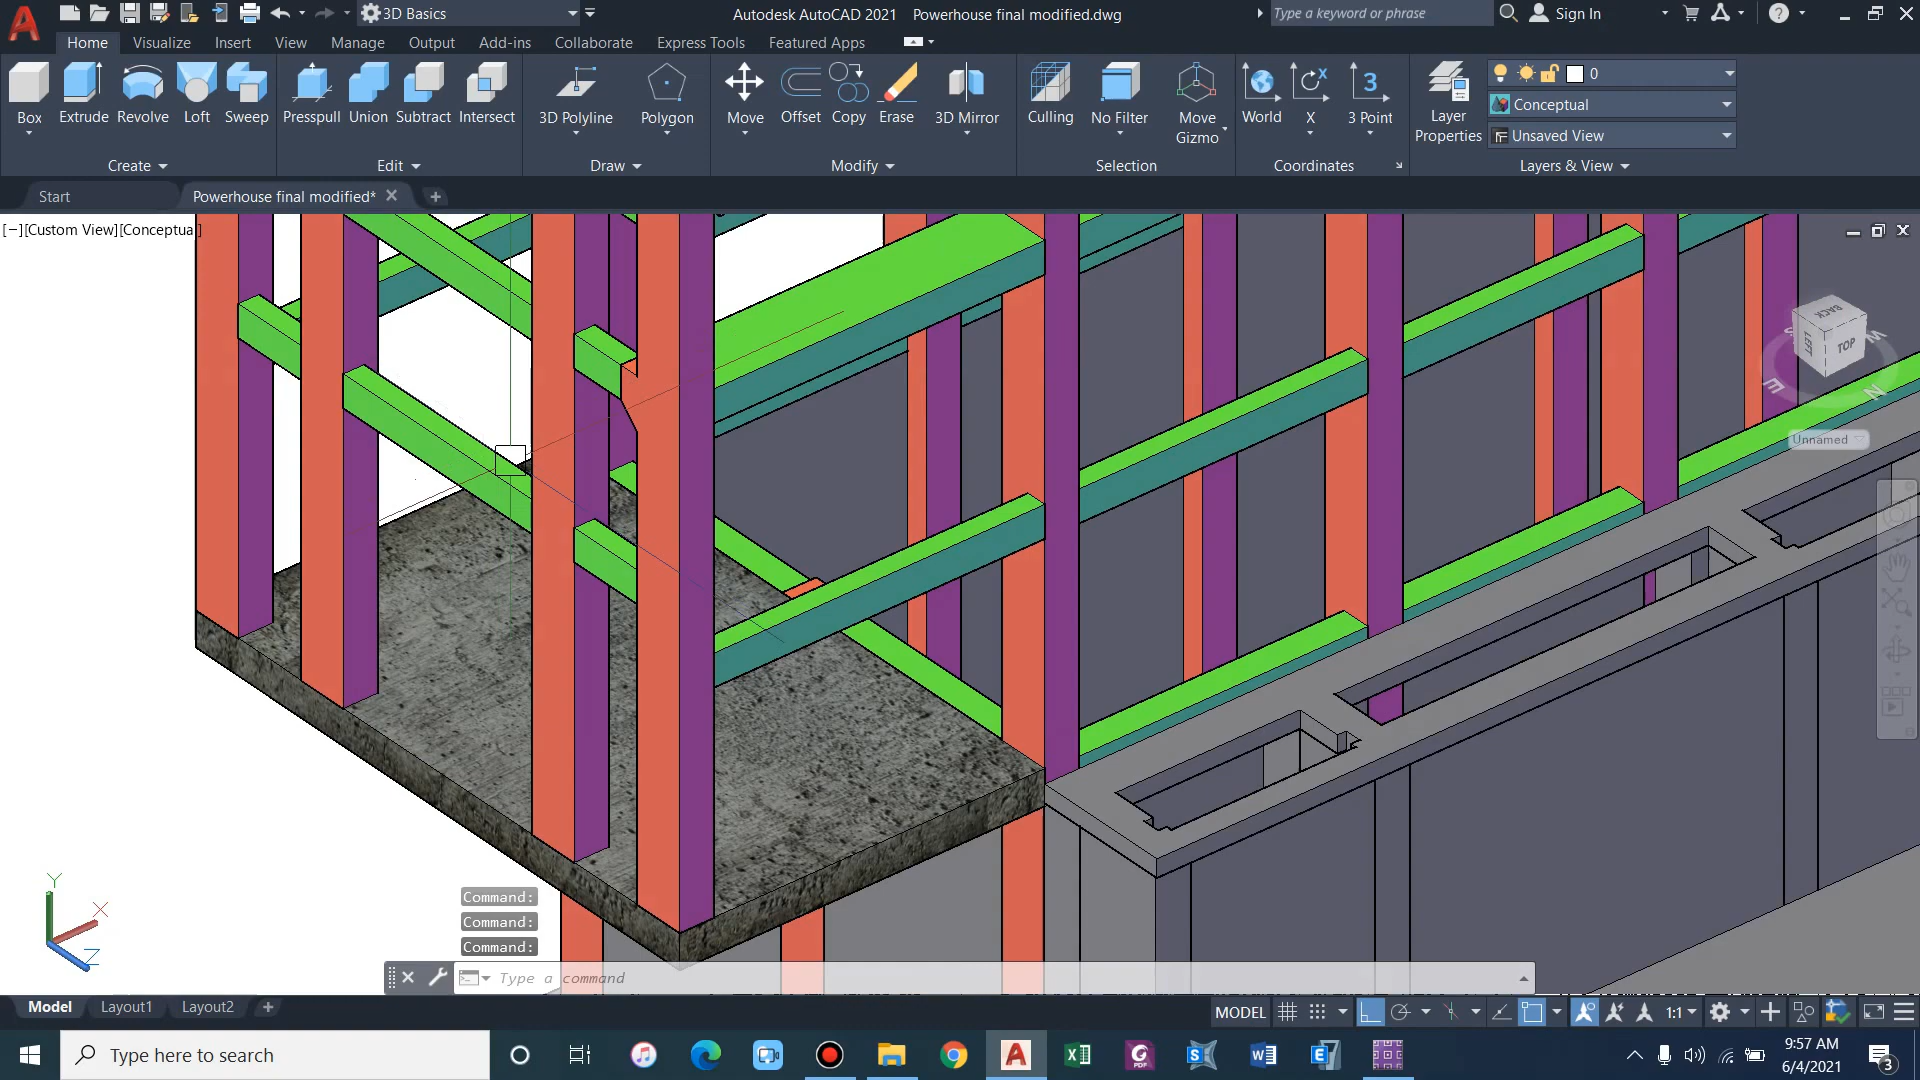 3D Basics
Autodesk AutoCAD 2021 Powerhouse final modified.dwg
Type a keyword or phrase
Sign In
Home Visualize Insert View Manage Output Add-ins Collaborate Express Tools Featured Apps
Box Extrude Revolve Loft Sweep Presspull Union Subtract Intersect 3D Polyline Polygon Move Offset Copy Erase 3D Mirror Culling No Filter Move Gizmo World X 3 Point Layer Properties
0
Conceptual
Unsaved View
Create Edit Draw Modify Selection Coordinates Layers & View
Start Powerhouse final modified*
[−][Custom View][Conceptual]
BACK
LEFT
TOP
S
W
E
N
Unnamed
Y
X
Z
Command:
Command:
Command:
Type a command
Model Layout1 Layout2
MODEL
1:1
Type here to search
9:57 AM
6/4/2021
3